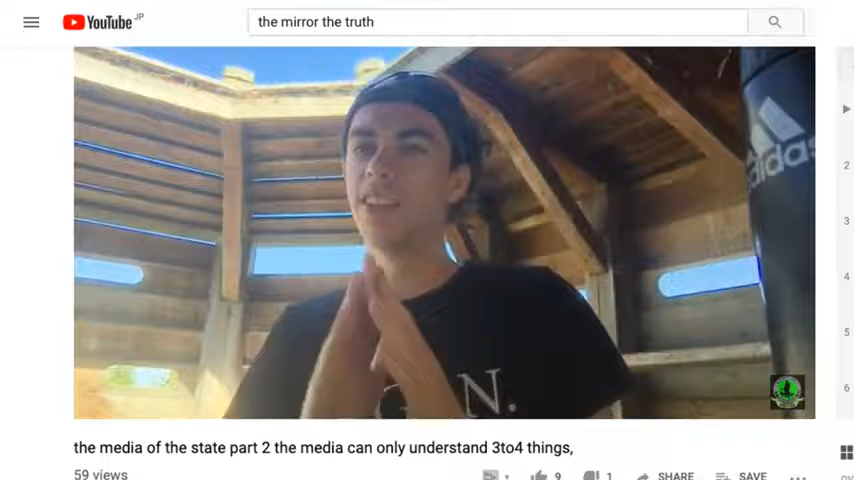 YouTube JP
the mirror the truth
adidas
N.
the media of the state part 2 the media can only understand 3to4 things,
59 views
9
1
SHARE
SAVE
2
3
4
5
6